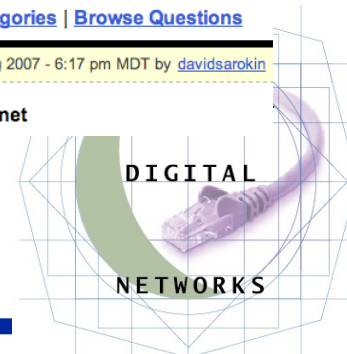 gories | Browse Questions
2007 - 6:17 pm MDT by davidsarokin
net
DIGITAL
NETWORKS